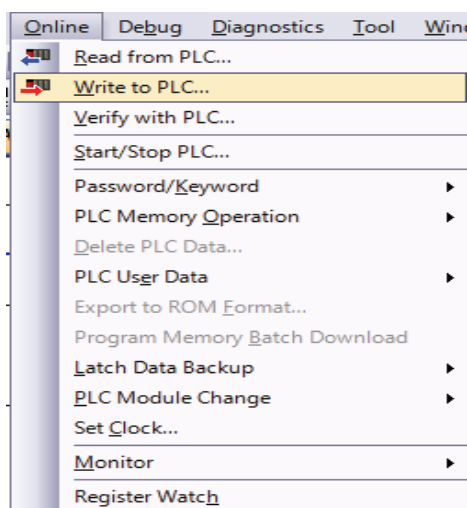 Online Debug Diagnostics Tool
Read from PLC...
Write to PLC...
Verify with PLC...
Start/Stop PLC...
Password/Keyword
PLC Memory Operation
Delete PLC Data...
PLC User Data
Export to ROM Format...
Program Memory Batch Download
Latch Data Backup
PLC Module Change
Set Clock...
Monitor
Register Watch